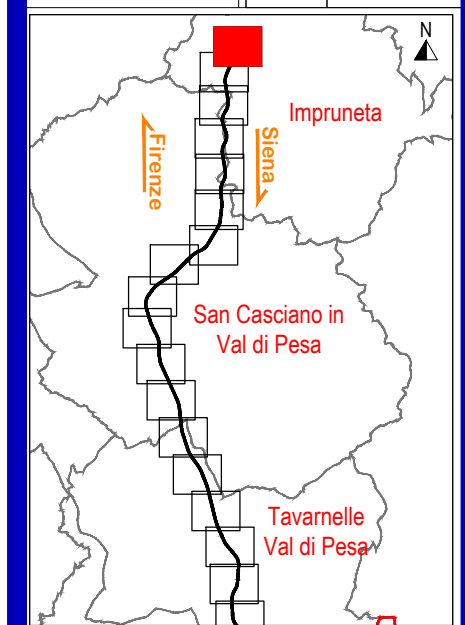 N
Impruneta
Firenze
Siena
San Casciano in
Val di Pesa
Tavarnelle
Val di Pesa